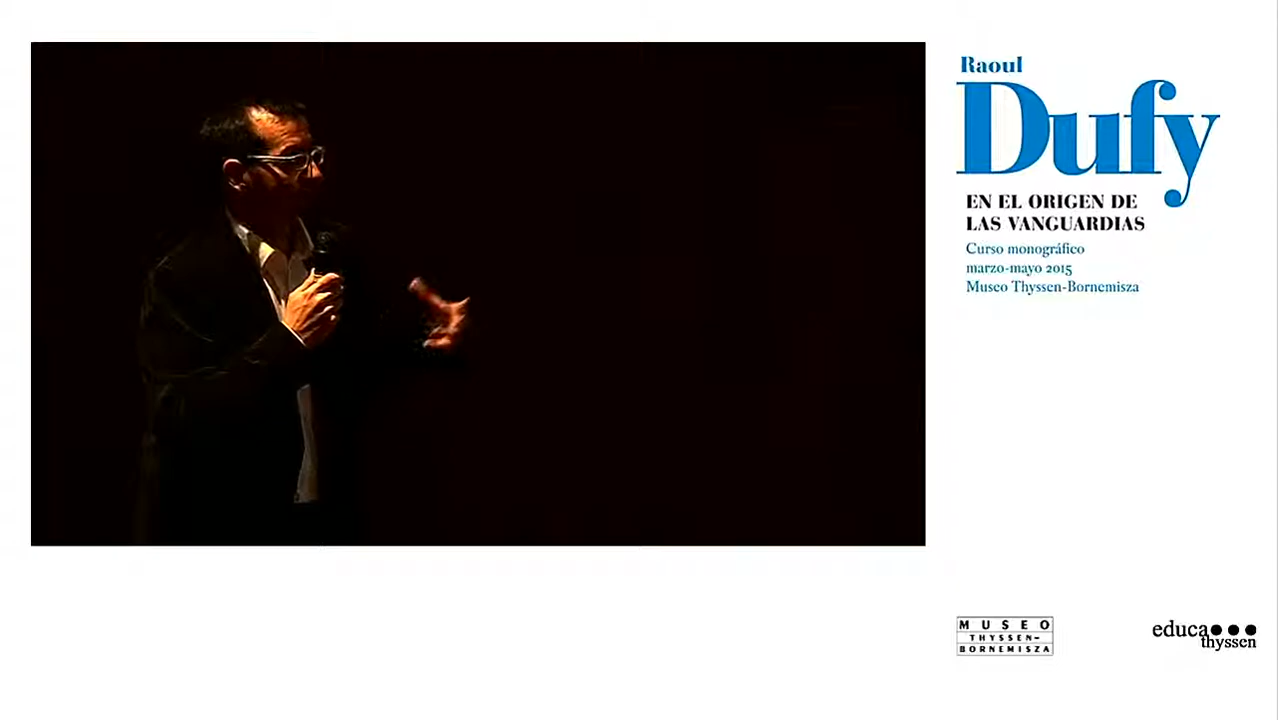 Raoul
Dufy
EN EL ORIGEN DE
LAS VANGUARDIAS
Curso monográfico
marzo-mayo 2015
Museo Thyssen-Bornemisza
MUSEO
THYSSEN-
BORNEMISZA
educa
thyssen